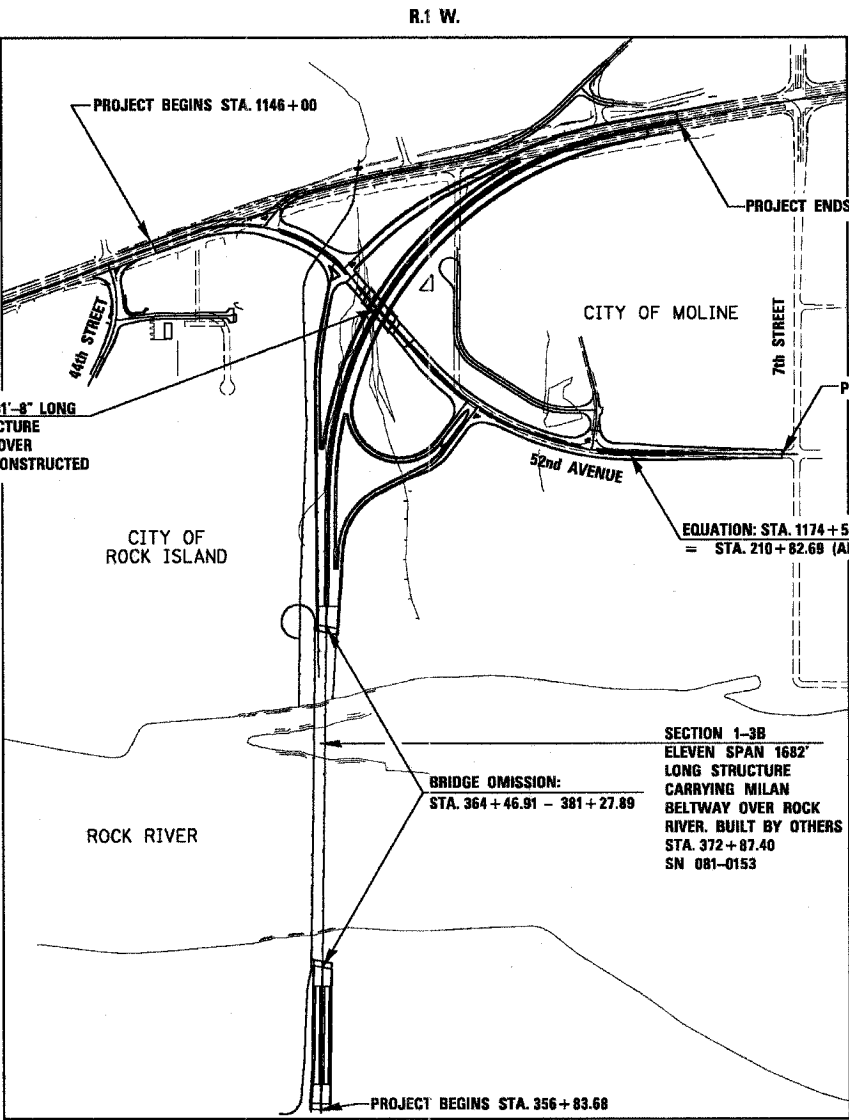 R.1 W.
PROJECT BEGINS STA. 1146+00
PROJECT ENDS
CITY OF MOLINE
7th STREET
44th STREET
1'-8" LONG
CTURE
OVER
ONSTRUCTED
P
52nd AVENUE
CITY OF
ROCK ISLAND
EQUATION: STA. 1174+5
= STA. 210+82.69 (A
SECTION 1-3B
ELEVEN SPAN 1682'
LONG STRUCTURE
CARRYING MILAN
BELTWAY OVER ROCK
RIVER. BUILT BY OTHERS
STA. 372+87.40
SN 081-0153
BRIDGE OMISSION:
STA. 364+46.91 - 381+27.89
ROCK RIVER
PROJECT BEGINS STA. 356+83.68